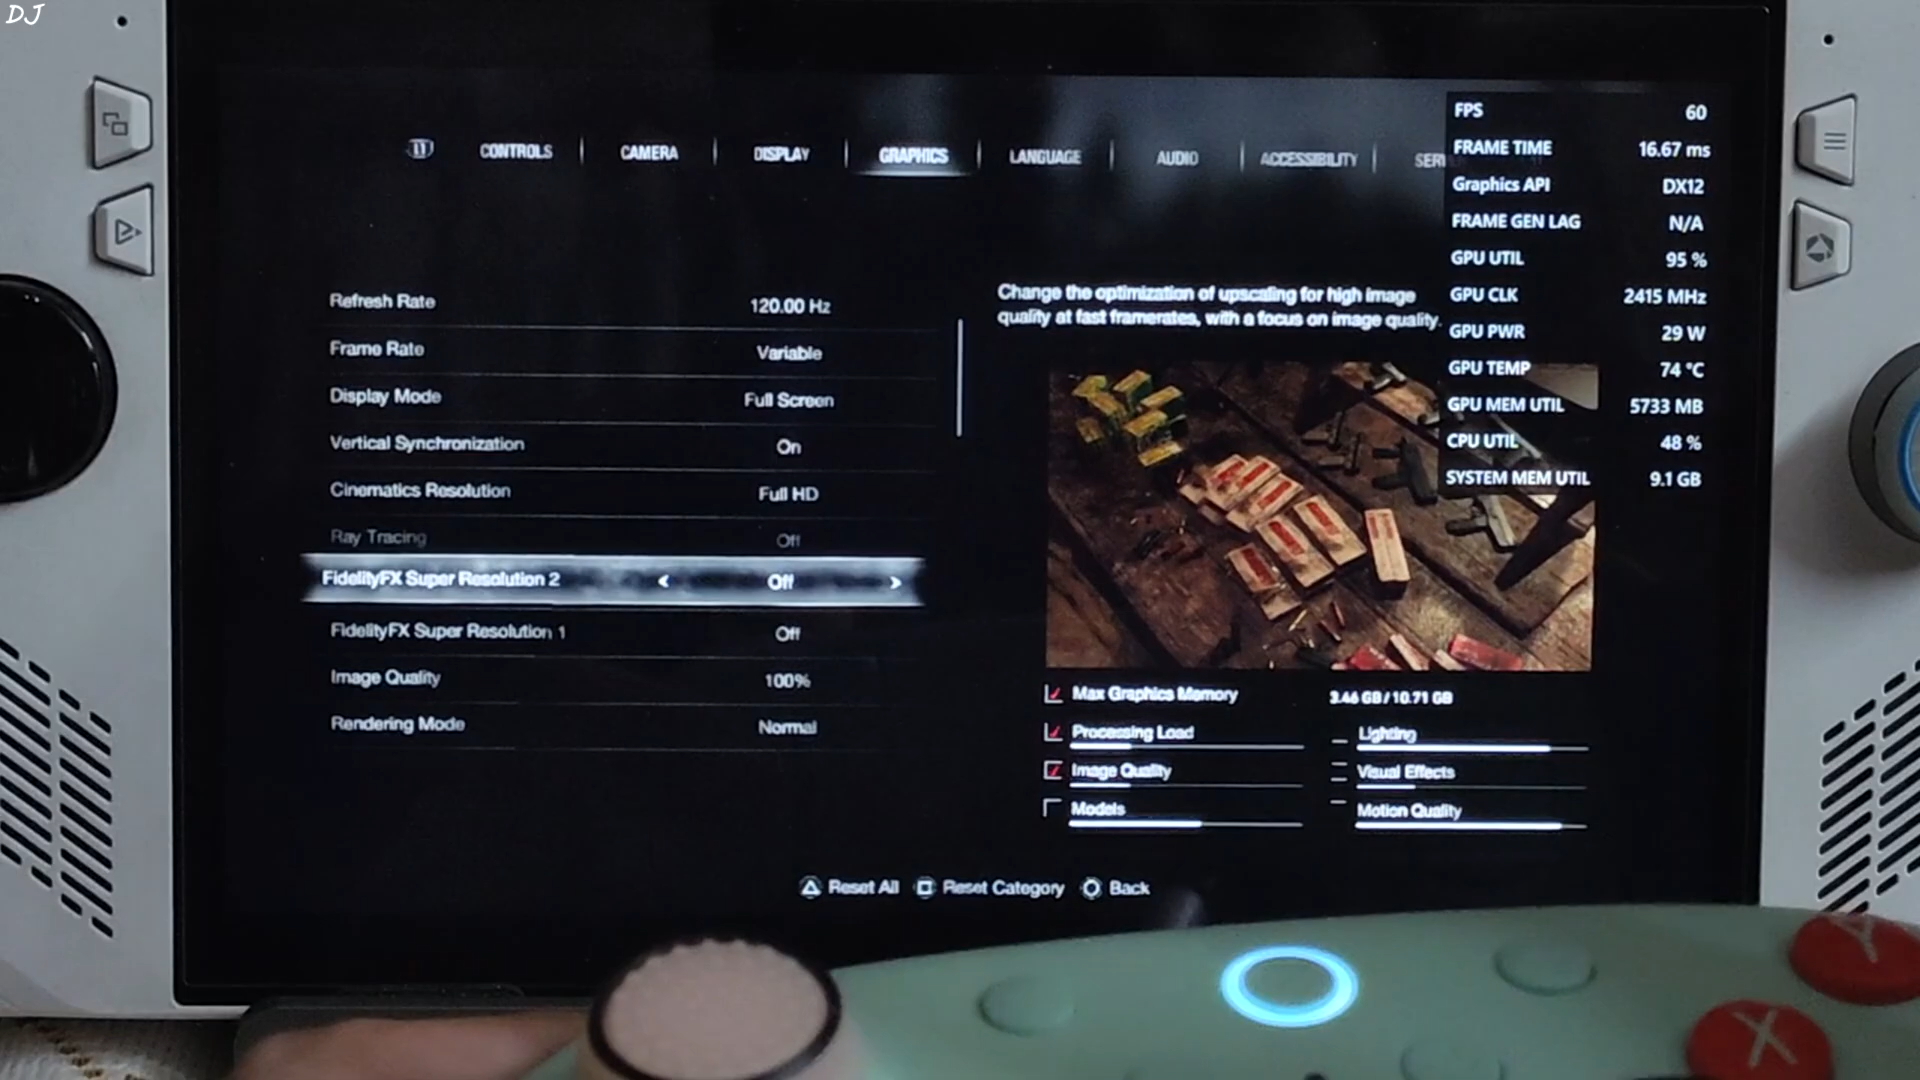 DJ
CONTROLS
CAMERA
DISPLAY
GRAPHICS
LANGUAGE
AUDIO
ACCESSIBILITY
FPS 60
FRAME TIME 16.67 ms
Graphics API DX12
FRAME GEN LAG N/A
GPU UTIL 95 %
GPU CLK 2415 MHz
GPU PWR 29 W
GPU TEMP 74 °C
GPU MEM UTIL 5733 MB
CPU UTIL 48 %
SYSTEM MEM UTIL 9.1 GB
Refresh Rate 120.00 Hz
Frame Rate Variable
Display Mode Full Screen
Vertical Synchronization On
Cinematics Resolution Full HD
Ray Tracing Off
FidelityFX Super Resolution 2 < Off >
FidelityFX Super Resolution 1 Off
Image Quality 100%
Rendering Mode Normal
Change the optimization of upscaling for high image
quality at fast framerates, with a focus on image quality.
Max Graphics Memory 3.46 GB / 10.71 GB
Processing Load
Lighting
Image Quality
Visual Effects
Models
Motion Quality
Reset All Reset Category Back
Y
X